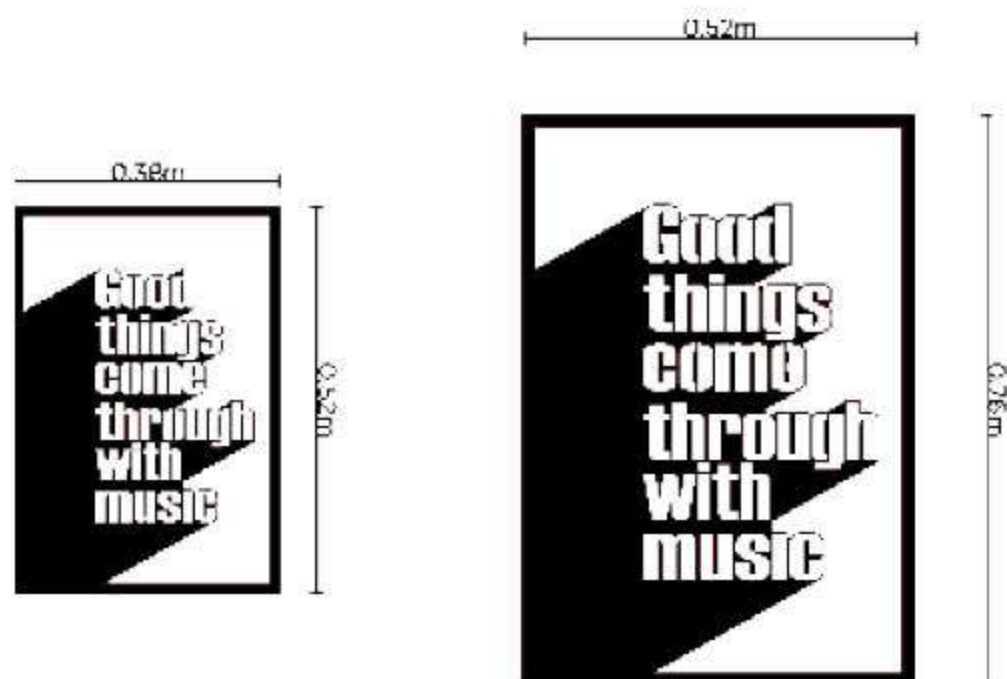 0.38m
Good
things
come
through
with
music
0.52m
0.52m
Good
things
come
through
with
music
0.76m